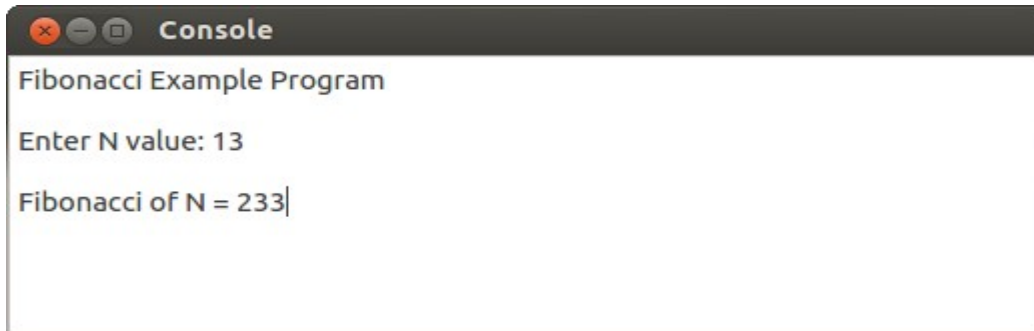 Console
Fibonacci Example Program
Enter N value: 13
Fibonacci of N = 233